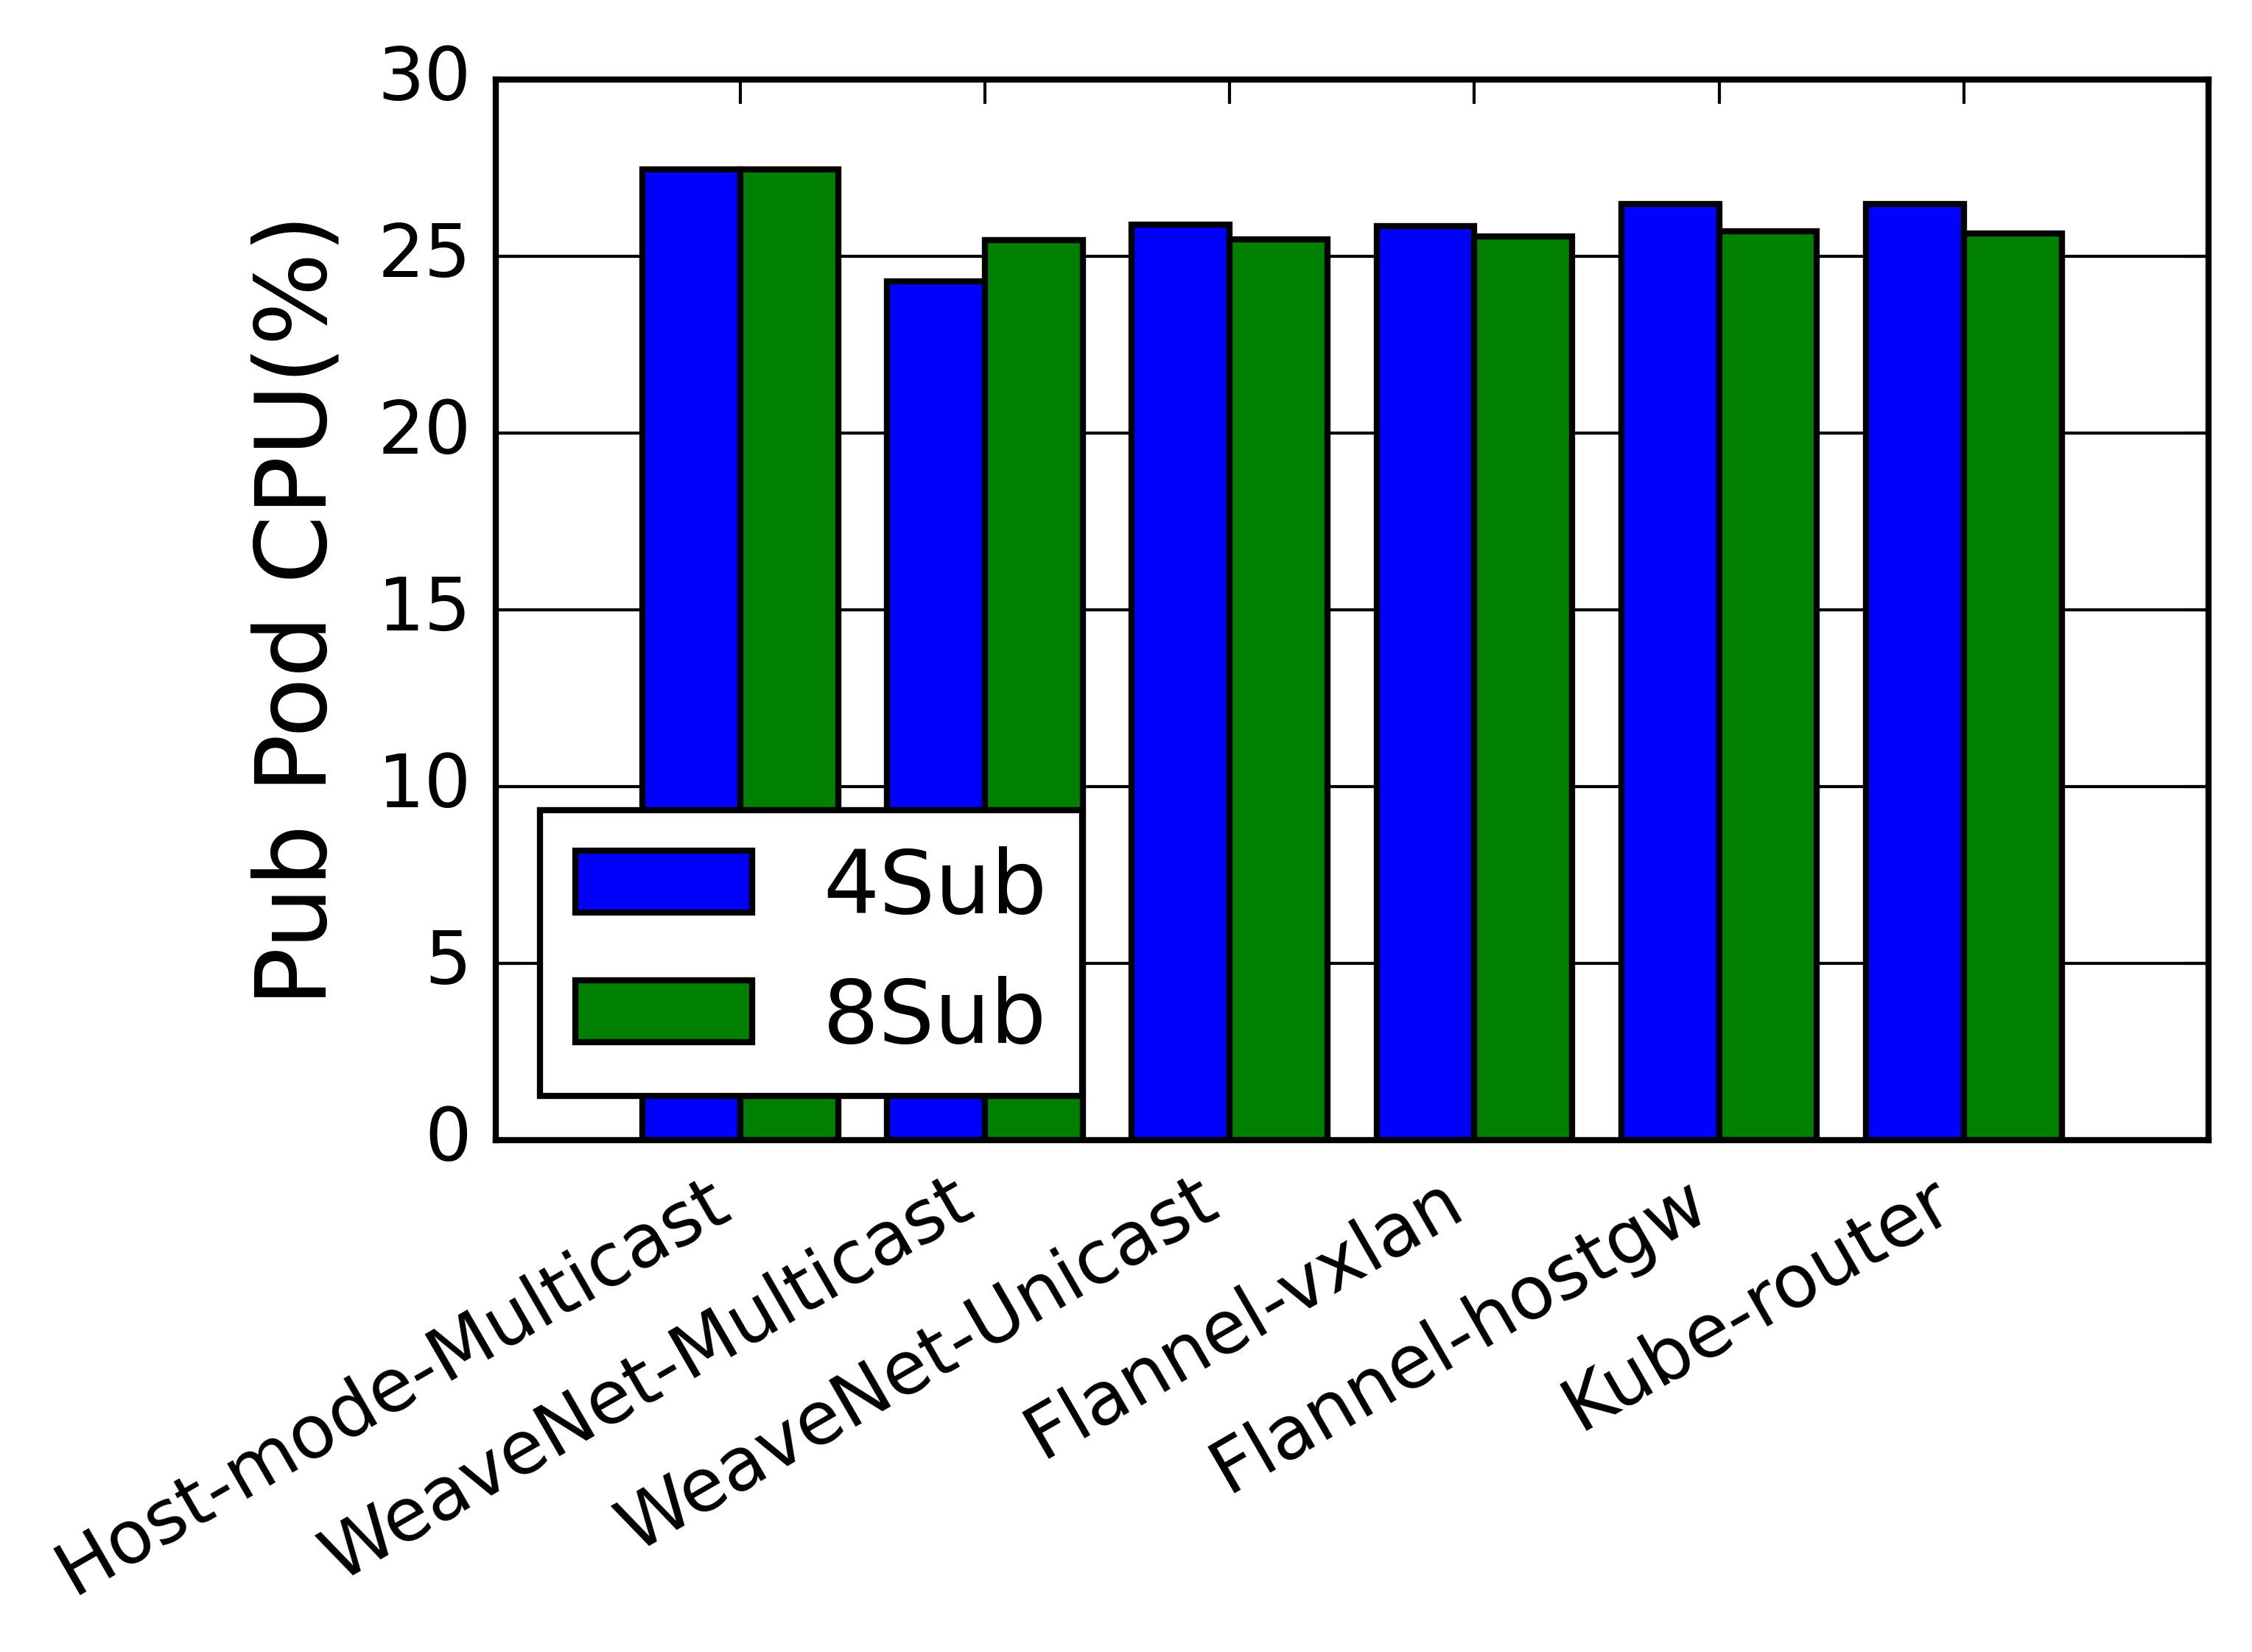 Pub Pod CPU(%)
30
25
20
15
10
5
0
4Sub
8Sub
Host-mode-Multicast
WeaveNet-Multicast
WeaveNet-Unicast
Flannel-vxlan
Flannel-hostgw
Kube-router